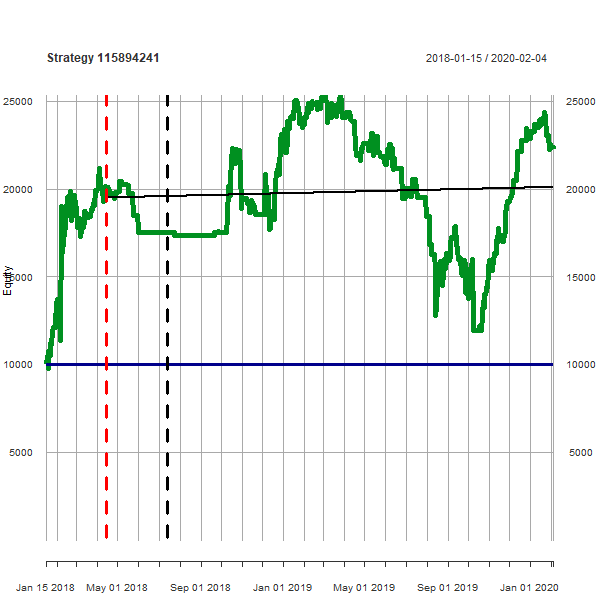 Strategy 115894241
2018-01-15 / 2020-02-04
25000
25000
20000
20000
15000
15000
Equity
10000
10000
5000
5000
Jan 15 2018
May 01 2018
Sep 01 2018
Jan 01 2019
May 01 2019
Sep 01 2019
Jan 01 2020